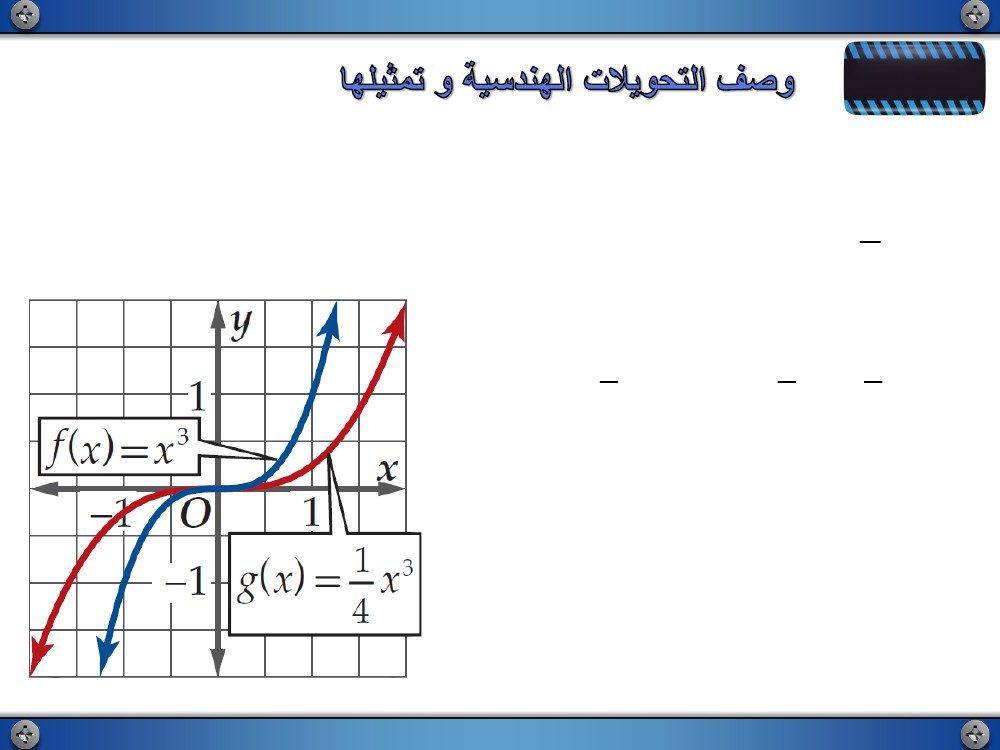 وصف التحويلات الهندسية و تمثيلها
y
1
f(x)=x³
x
−1 O 1
−1
g(x)=1/4 x³